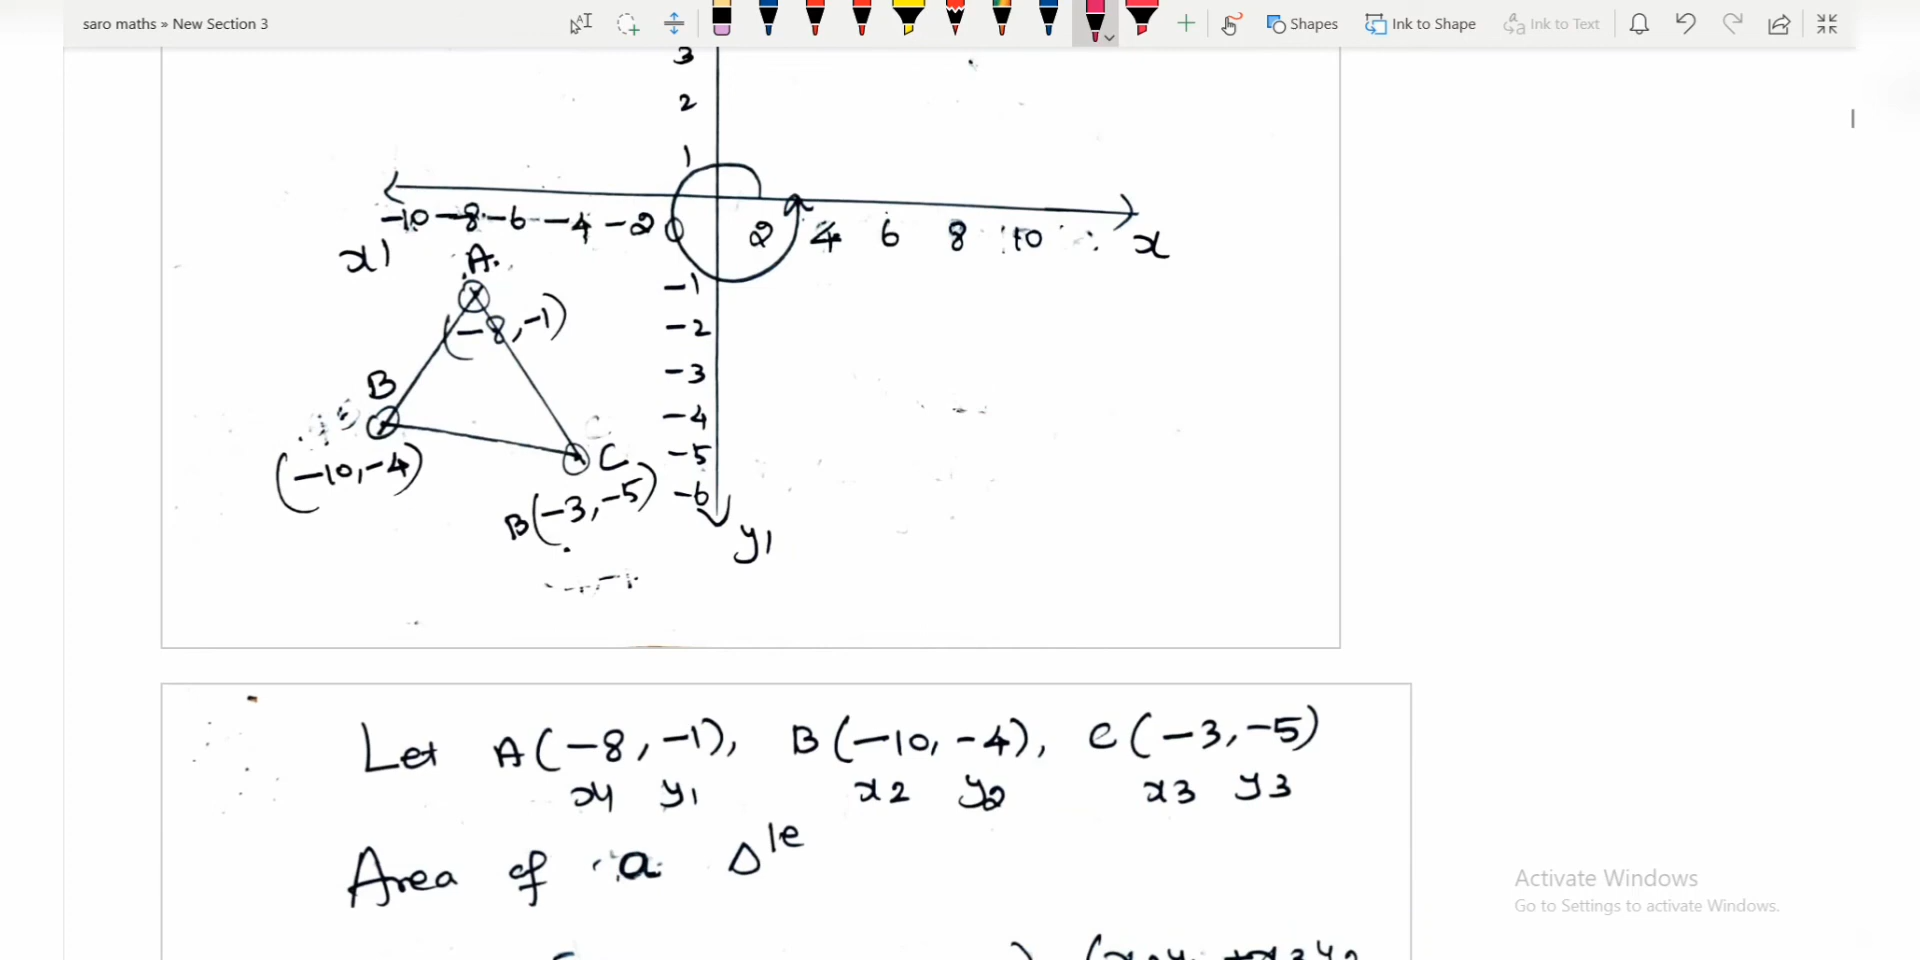 saro maths » New Section 3
Shapes
Ink to Shape
Ink to Text
3
2
1
-10 -8 -6 -4 -2 0 2 4 6 8 10
x1 x
A
(-8,-1)
-1
-2
-3
B
-4
(-10,-4)
C
-5
B(-3,-5)
-6
y1
Let A(-8,-1), B(-10,-4), C(-3,-5)
x1 y1 x2 y2 x3 y3
Area of a Δle
Activate Windows
Go to Settings to activate Windows.